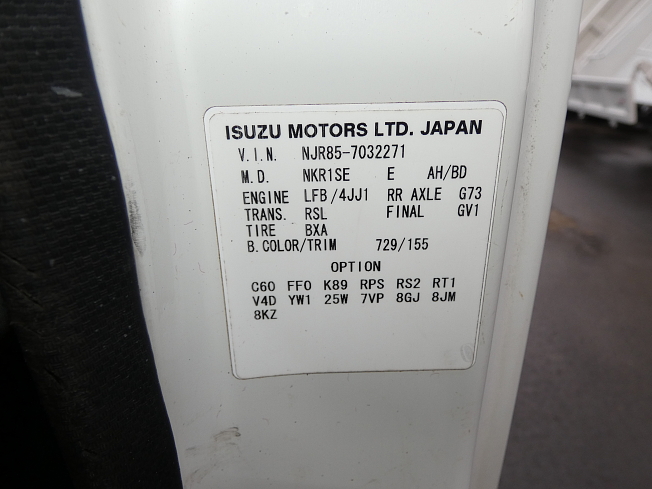 ISUZU MOTORS LTD. JAPAN
V.I.N. NJR85-7032271
M.D. NKR1SE E AH/BD
ENGINE LFB/4JJ1 RR AXLE G73
TRANS. RSL FINAL GV1
TIRE BXA
B.COLOR/TRIM 729/155
OPTION
C60 FF0 K89 RPS RS2 RT1
V4D YW1 25W 7VP 8GJ 8JM
8KZ